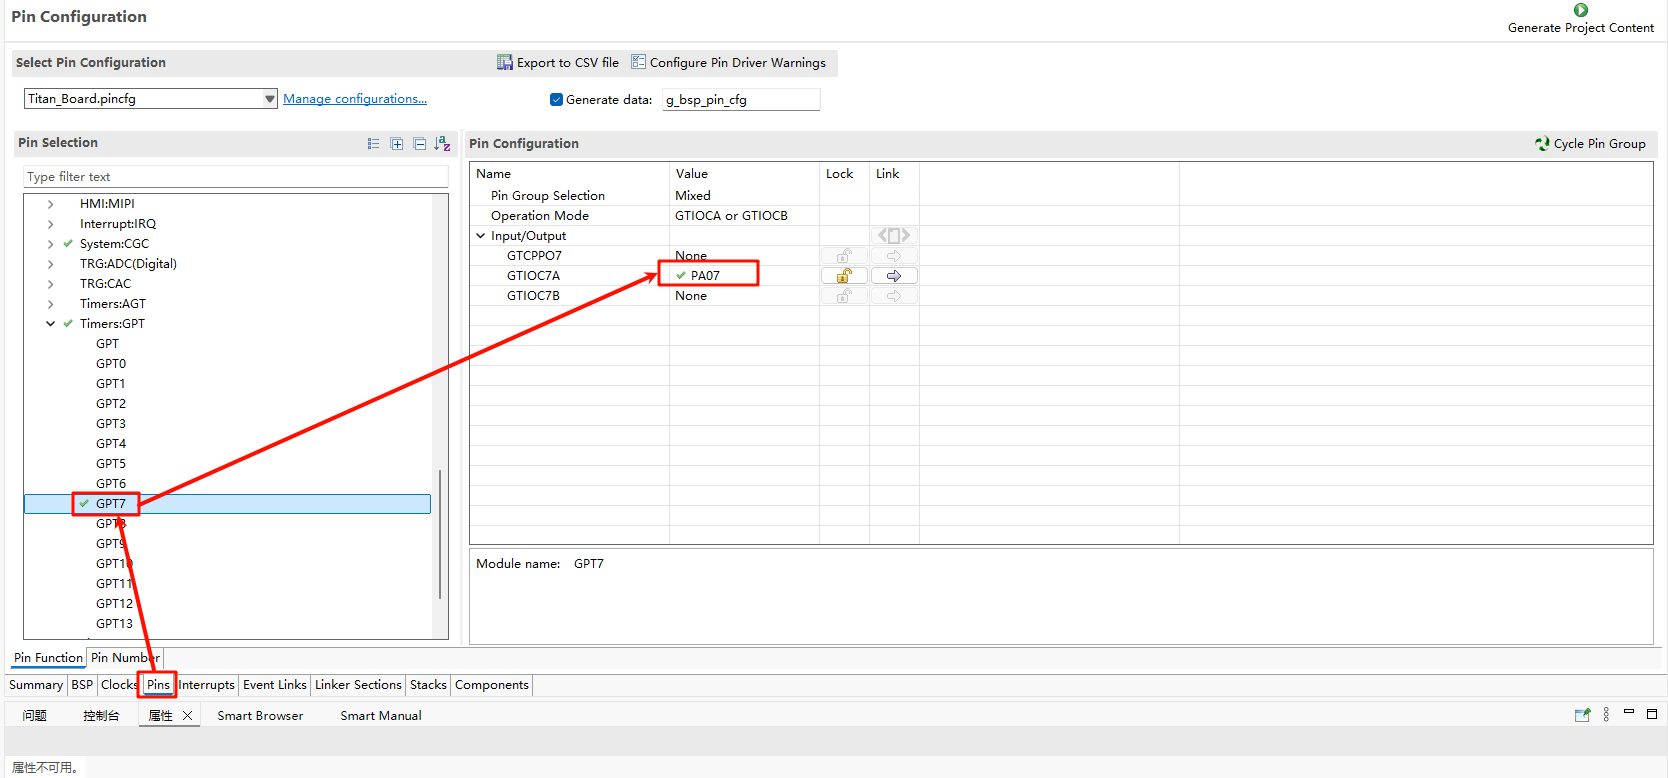 Pin Configuration
Generate Project Content
Select Pin Configuration
Export to CSV file
Configure Pin Driver Warnings
Titan_Board.pincfg
Manage configurations...
Generate data:
g_bsp_pin_cfg
Pin Selection
Type filter text
HMI:MIPI
Interrupt:IRQ
System:CGC
TRG:ADC(Digital)
TRG:CAC
Timers:AGT
Timers:GPT
GPT
GPT0
GPT1
GPT2
GPT3
GPT4
GPT5
GPT6
GPT7
GPT8
GPT9
GPT10
GPT11
GPT12
GPT13
Pin Configuration
Cycle Pin Group
Name Value Lock Link
Pin Group Selection Mixed
Operation Mode GTIOCA or GTIOCB
Input/Output
GTCPPO7 None
GTIOC7A PA07
GTIOC7B None
Module name: GPT7
Pin Function Pin Number
Summary BSP Clocks Pins Interrupts Event Links Linker Sections Stacks Components
问题 控制台 属性 Smart Browser Smart Manual
属性不可用。